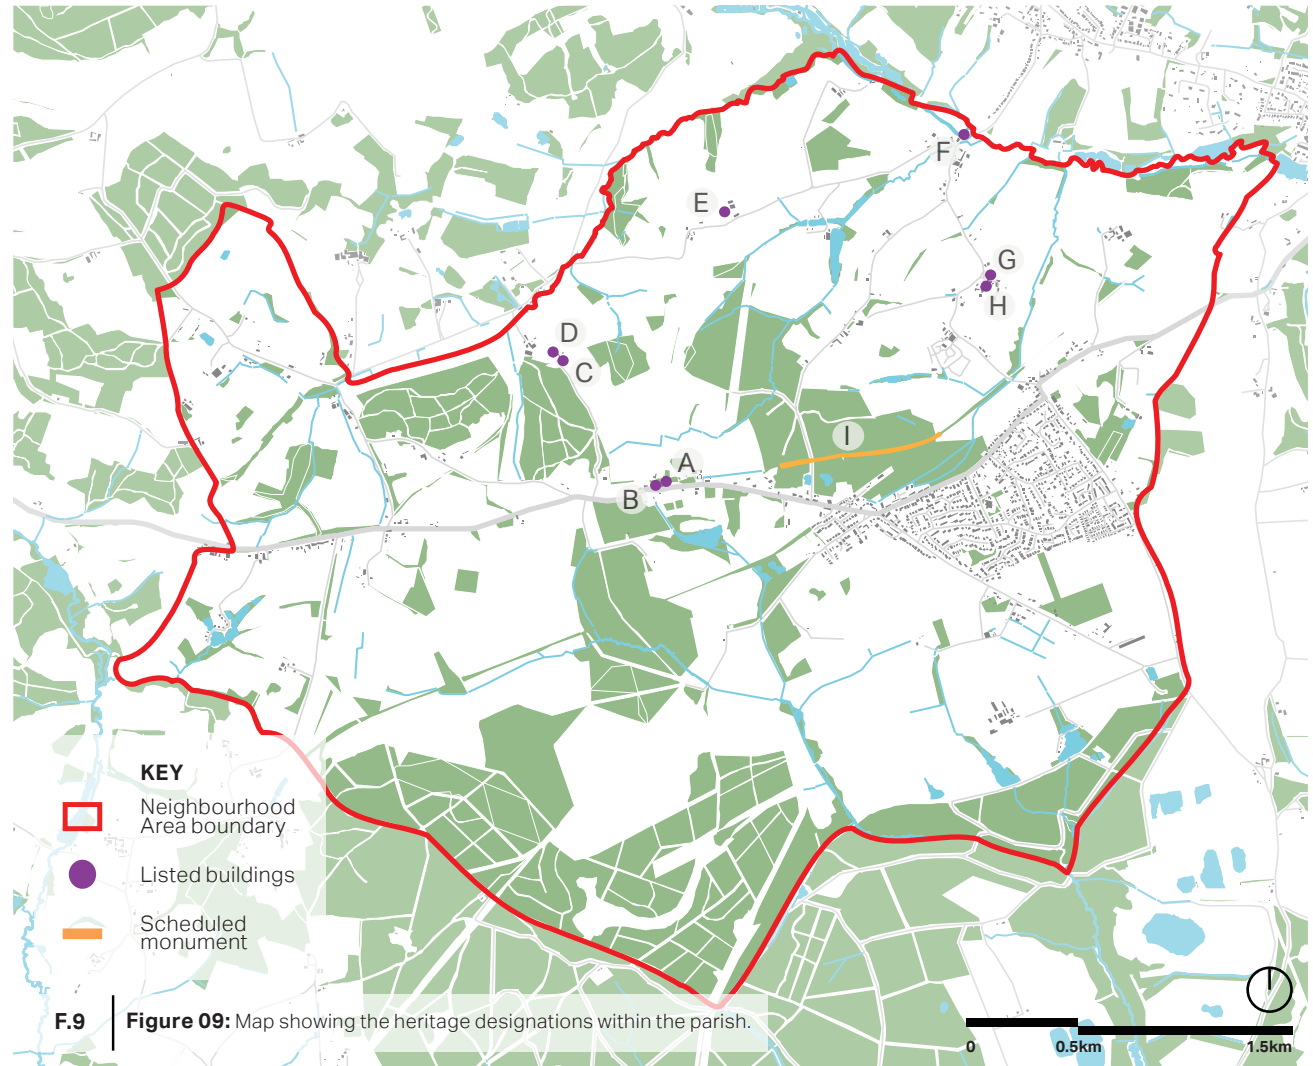 F
E
G
H
D
C
I
A
B
KEY
Neighbourhood
Area boundary
Listed buildings
Scheduled
monument
F.9
Figure 09: Map showing the heritage designations within the parish.
0 0.5km 1.5km